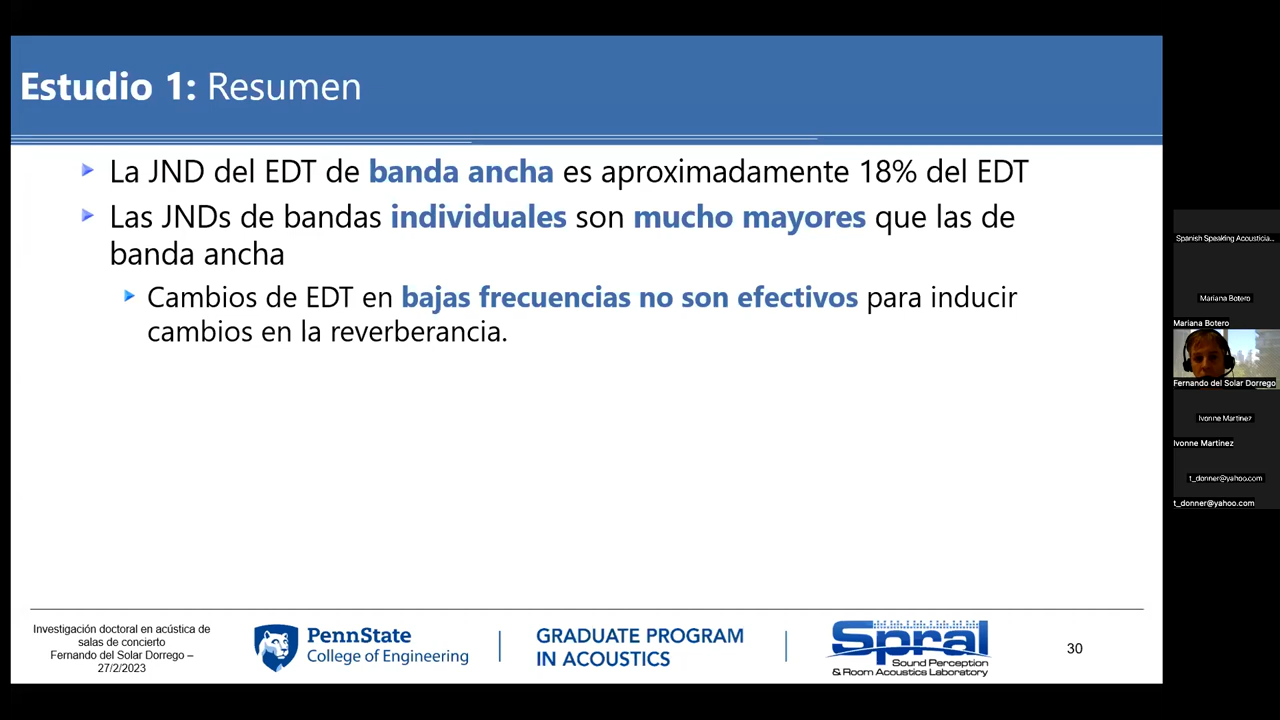 Estudio 1: Resumen
La JND del EDT de banda ancha es aproximadamente 18% del EDT
Las JNDs de bandas individuales son mucho mayores que las de
banda ancha
Cambios de EDT en bajas frecuencias no son efectivos para inducir
cambios en la reverberancia.
Investigación doctoral en acústica de
salas de concierto
Fernando del Solar Dorrego –
27/2/2023
PennState
College of Engineering
GRADUATE PROGRAM
IN ACOUSTICS
Spral
Sound Perception
& Room Acoustics Laboratory
30
Spanish Speaking Acousticia...
Mariana Botero
Mariana Botero
Fernando del Solar Dorrego
Ivonne Martinez
Ivonne Martinez
t_donner@yahoo.com
t_donner@yahoo.com